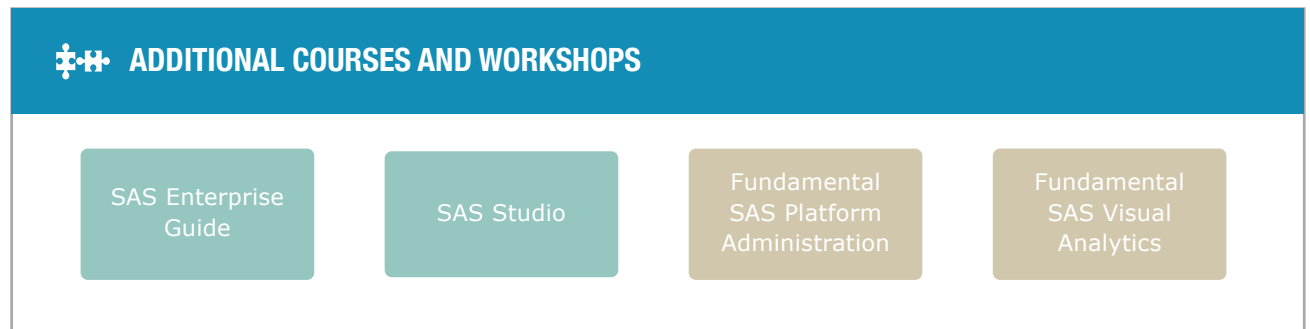 ADDITIONAL COURSES AND WORKSHOPS
SAS Enterprise
Guide
SAS Studio
Fundamental
SAS Platform
Administration
Fundamental
SAS Visual
Analytics